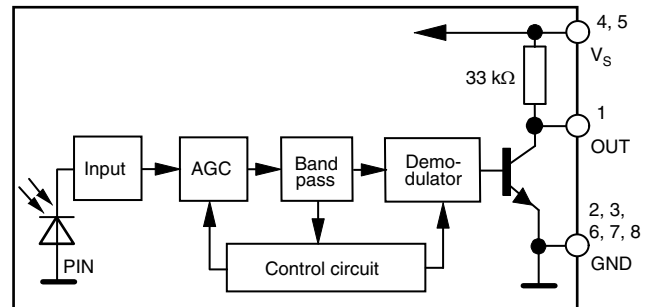 4, 5
V_S
33 kΩ
1
OUT
Input
AGC
Band
pass
Demo-
dulator
2, 3,
6, 7, 8
GND
PIN
Control circuit